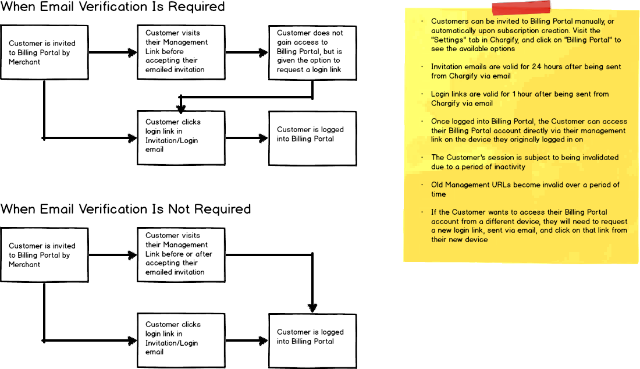 When Email Verification Is Required
Customer is invited
to Billing Portal by
Merchant
Customer visits
their Management
Link before
accepting their
emailed invitation
Customer does not
gain access to
Billing Portal, but is
given the option to
request a login link
Customer clicks
login link in
Invitation/Login
email
Customer is logged
into Billing Portal
When Email Verification Is Not Required
Customer is invited
to Billing Portal by
Merchant
Customer visits
their Management
Link before or after
accepting their
emailed invitation
Customer clicks
login link in
Invitation/Login
email
Customer is logged
into Billing Portal
· Customers can be invited to Billing Portal manually, or
automatically upon subscription creation. Visit the
"Settings" tab in Chargify, and click on "Billing Portal" to
see the available options
· Invitation emails are valid for 24 hours after being sent
from Chargify via email
· Login links are valid for 1 hour after being sent from
Chargify via email
· Once logged into Billing Portal, the Customer can access
their Billing Portal account directly via their management
link on the device they originally logged in on
· The Customer's session is subject to being invalidated
due to a period of inactivity
· Old Management URLs become invalid over a period of
time
· If the Customer wants to access their Billing Portal
account from a different device, they will need to request
a new login link, sent via email, and click on that link from
their new device